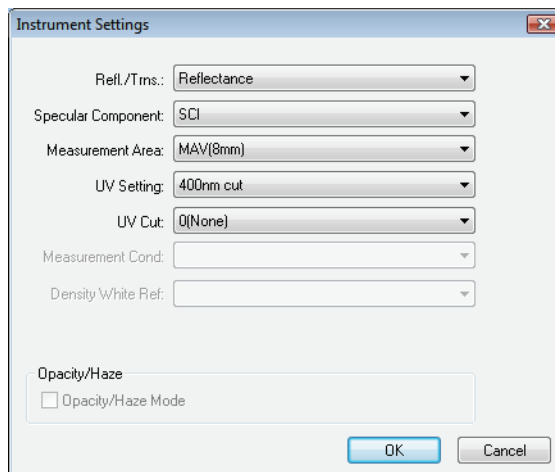 Instrument Settings
Refl./Trns.: Reflectance
Specular Component: SCI
Measurement Area: MAV(8mm)
UV Setting: 400nm cut
UV Cut: 0(None)
Measurement Cond:
Density White Ref:
Opacity/Haze
Opacity/Haze Mode
OK Cancel